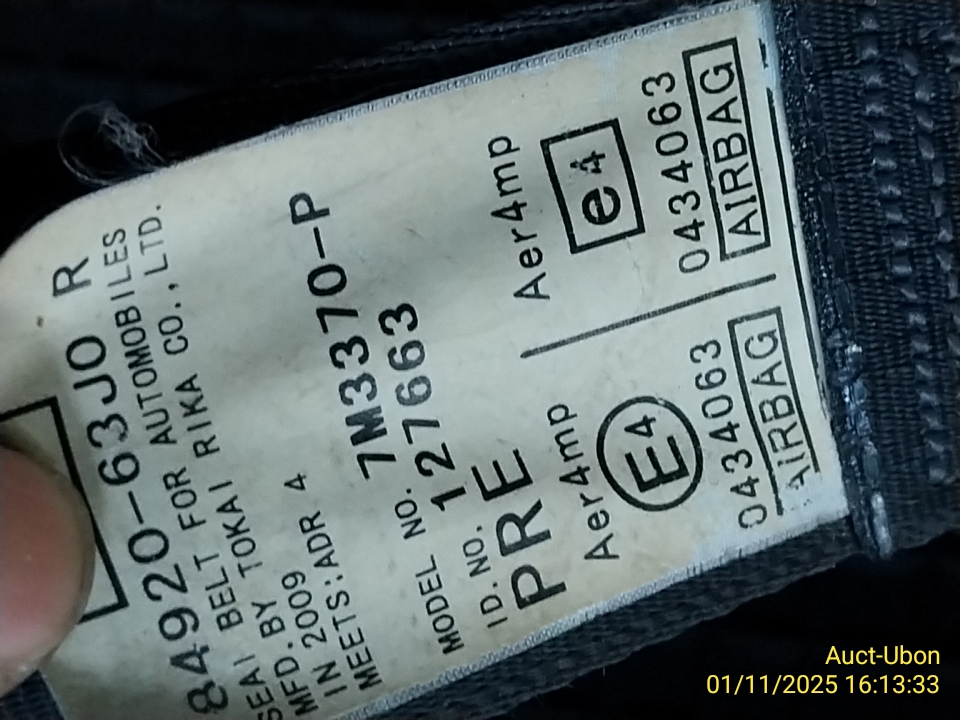 84920-63J0 R
SEAT BELT FOR AUTOMOBILES
MFD.BY TOKAI RIKA CO.,LTD.
IN 2009
MEETS:ADR 4
MODEL NO. 7M3370-P
ID.NO. 127663
PRE
Aer4mp
E4
0434063
AIRBAG
Aer4mp
e4
0434063
AIRBAG
Auct-Ubon
01/11/2025 16:13:33